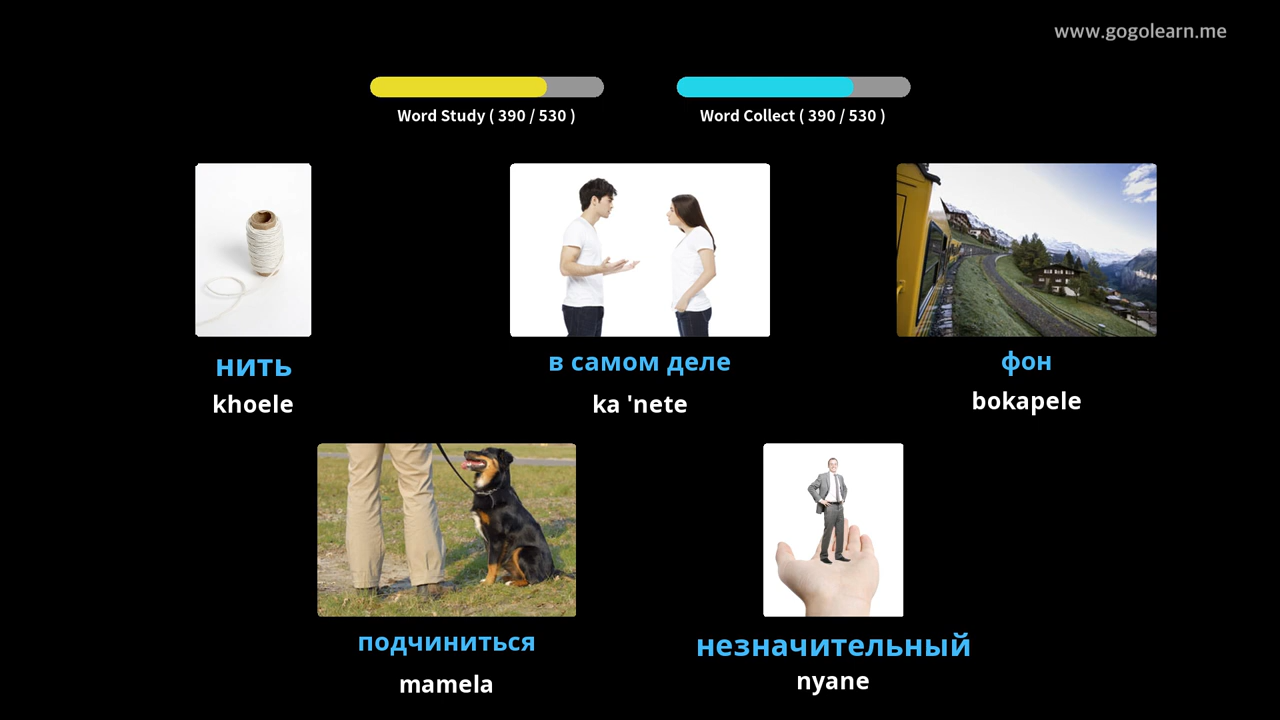 www.gogolearn.me
Word Study ( 390 / 530 )
Word Collect ( 390 / 530 )
нить
khoele
в самом деле
ka 'nete
фон
bokapele
подчиниться
mamela
незначительный
nyane